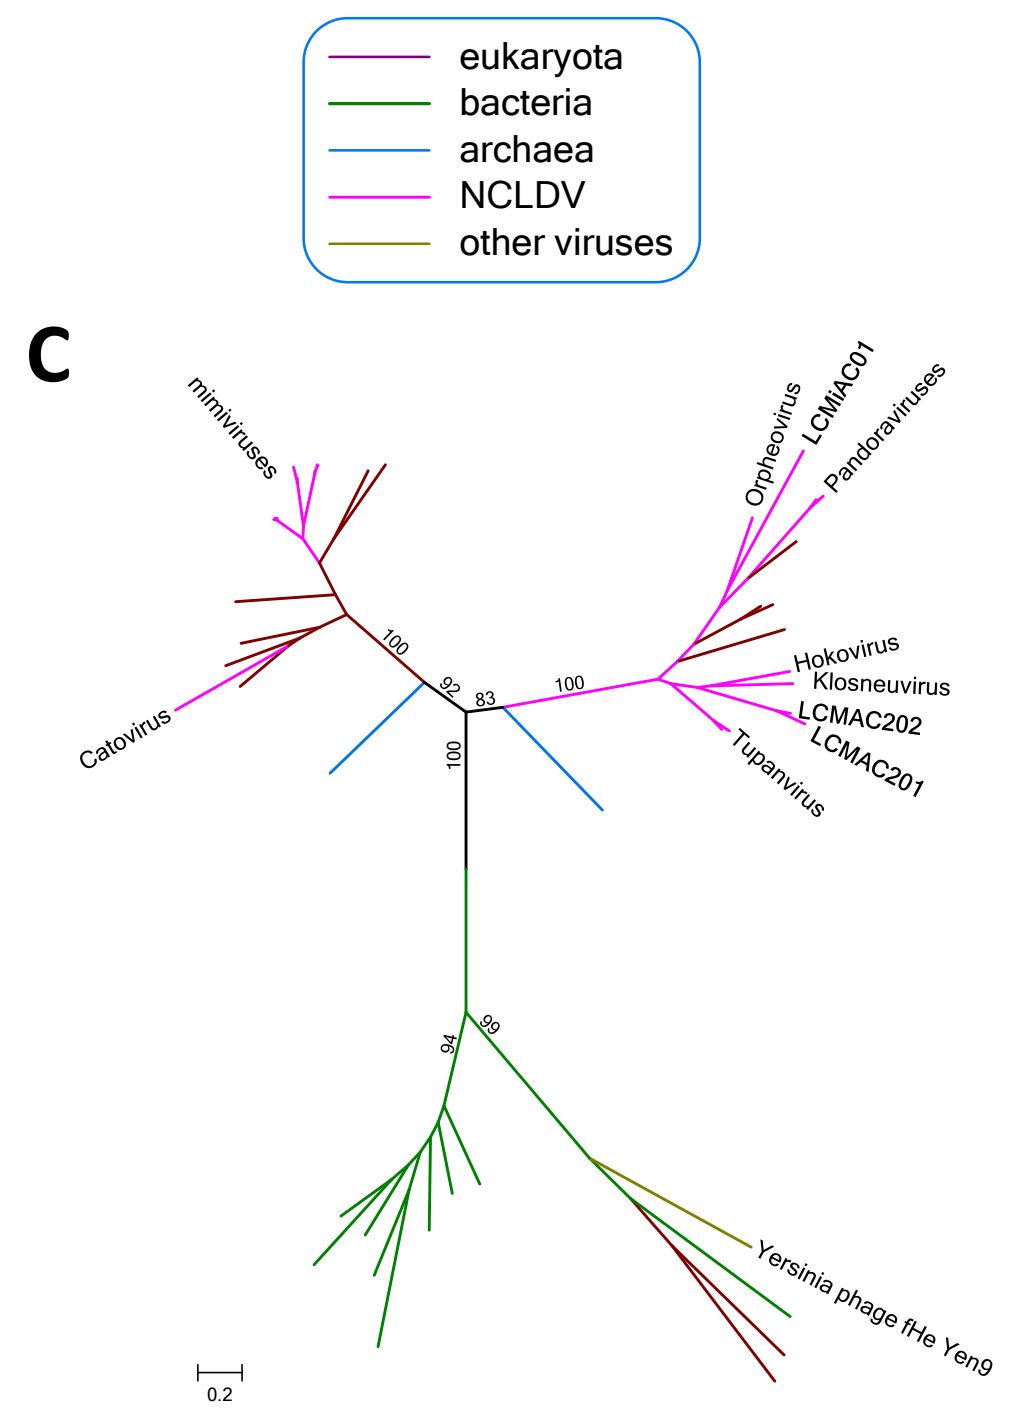 eukaryota
bacteria
archaea
NCLDV
other viruses
C
mimiviruses
Orpheovirus
LCMiAC01
Pandoraviruses
Hokovirus
Klosneuvirus
LCMAC202
LCMAC201
Tupanvirus
Catovirus
100
92
83
100
100
99
94
Yersinia phage fHe Yen9
0.2